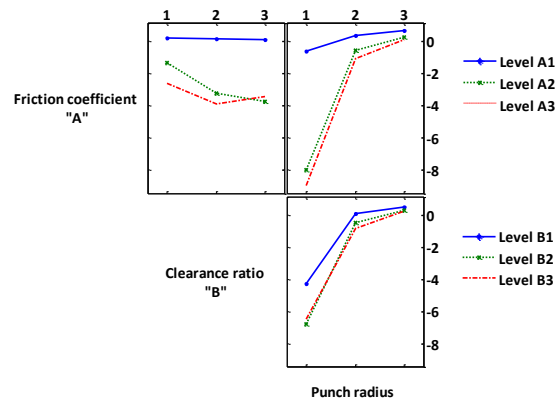 1 2 3 1 2 3
0
-2
-4
-6
-8
Friction coefficient
"A"
Level A1
Level A2
Level A3
0
-2
-4
-6
-8
Clearance ratio
"B"
Level B1
Level B2
Level B3
Punch radius